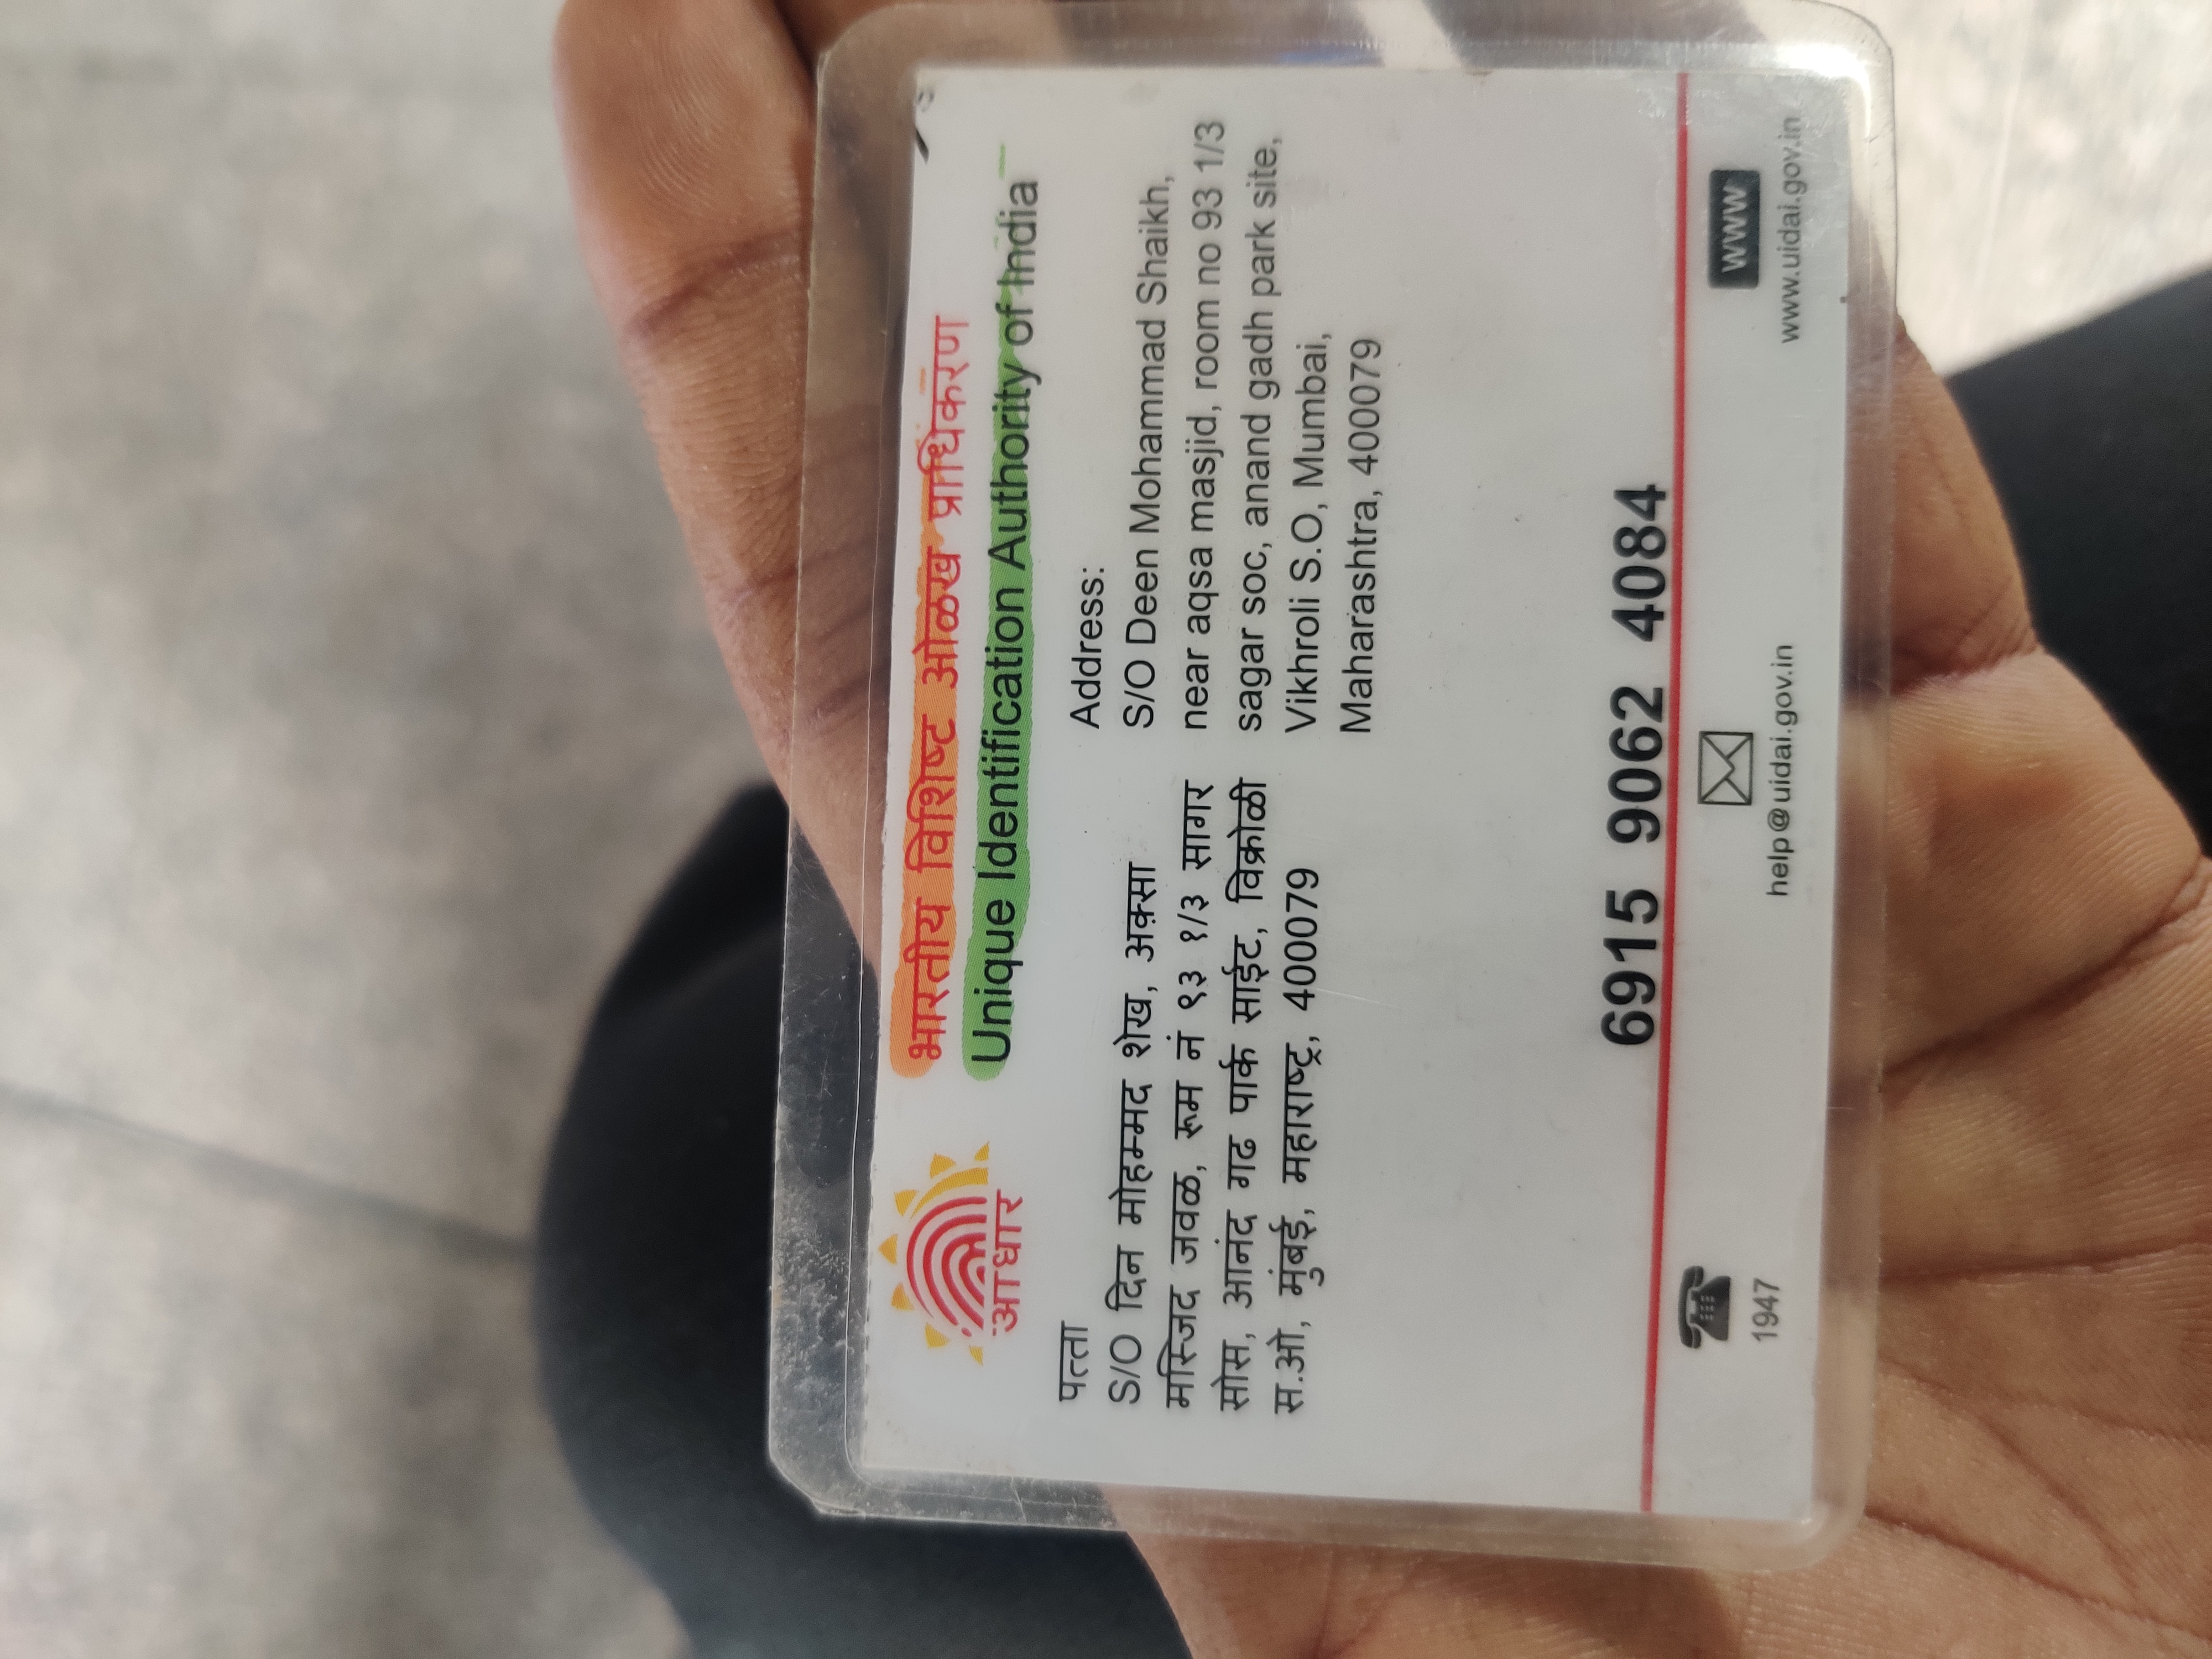 भारतीय विशिष्ट ओळख प्राधिकरण
Unique Identification Authority of India
आधार
पत्ता
S/O दिन मोहम्मद शेख, अक़्सा
मस्जिद जवळ, रूम नं ९३ १/३ सागर
सोस, आनंद गढ पार्क साईट, विक्रोळी
स.ओ, मुंबई, महाराष्ट्र, 400079
Address:
S/O Deen Mohammad Shaikh,
near aqsa masjid, room no 93 1/3
sagar soc, anand gadh park site,
Vikhroli S.O, Mumbai,
Maharashtra, 400079
6915 9062 4084
1947
help@uidai.gov.in
WWW
www.uidai.gov.in